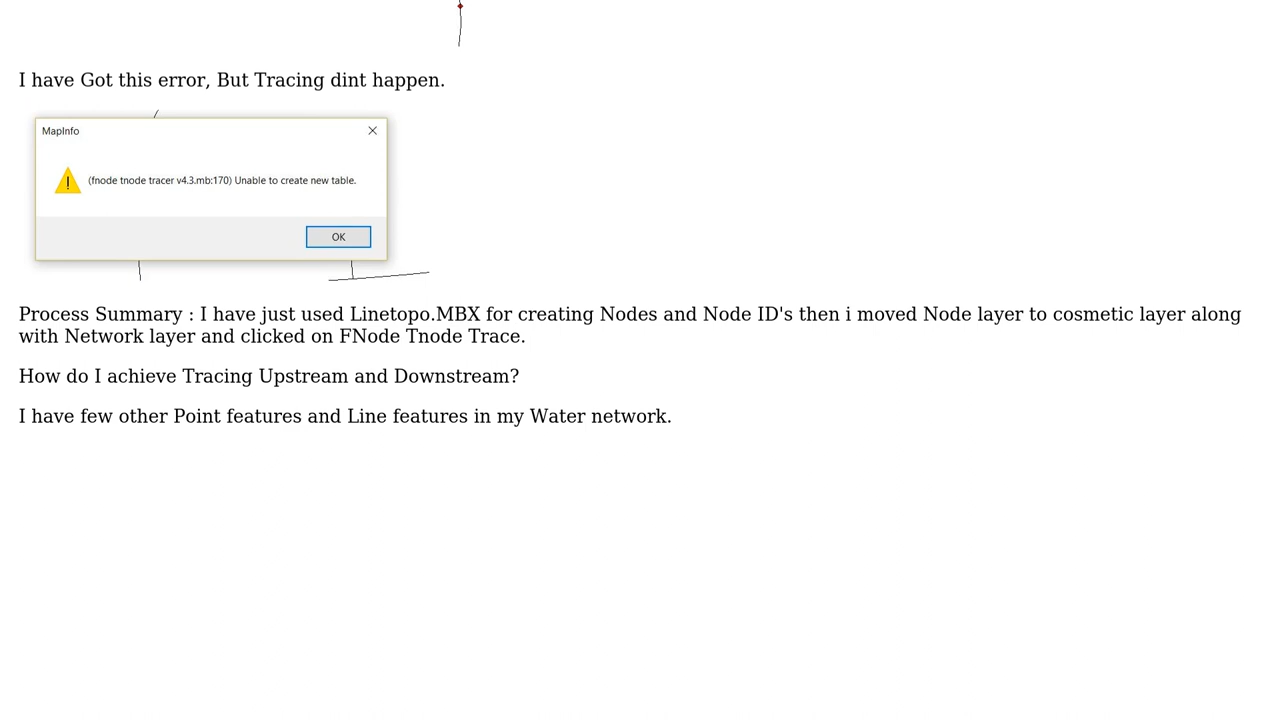 I have Got this error, But Tracing dint happen.
MapInfo
(fnode tnode tracer v4.3.mb:170) Unable to create new table.
OK
Process Summary : I have just used Linetopo.MBX for creating Nodes and Node ID's then i moved Node layer to cosmetic layer along
with Network layer and clicked on FNode Tnode Trace.
How do I achieve Tracing Upstream and Downstream?
I have few other Point features and Line features in my Water network.